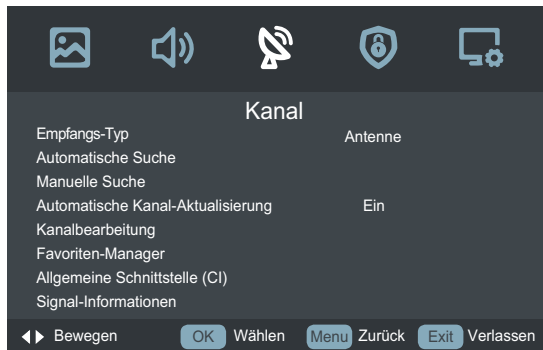 Kanal
Empfangs-Typ Antenne
Automatische Suche
Manuelle Suche
Automatische Kanal-Aktualisierung Ein
Kanalbearbeitung
Favoriten-Manager
Allgemeine Schnittstelle (CI)
Signal-Informationen
Bewegen OK Wählen Menu Zurück Exit Verlassen